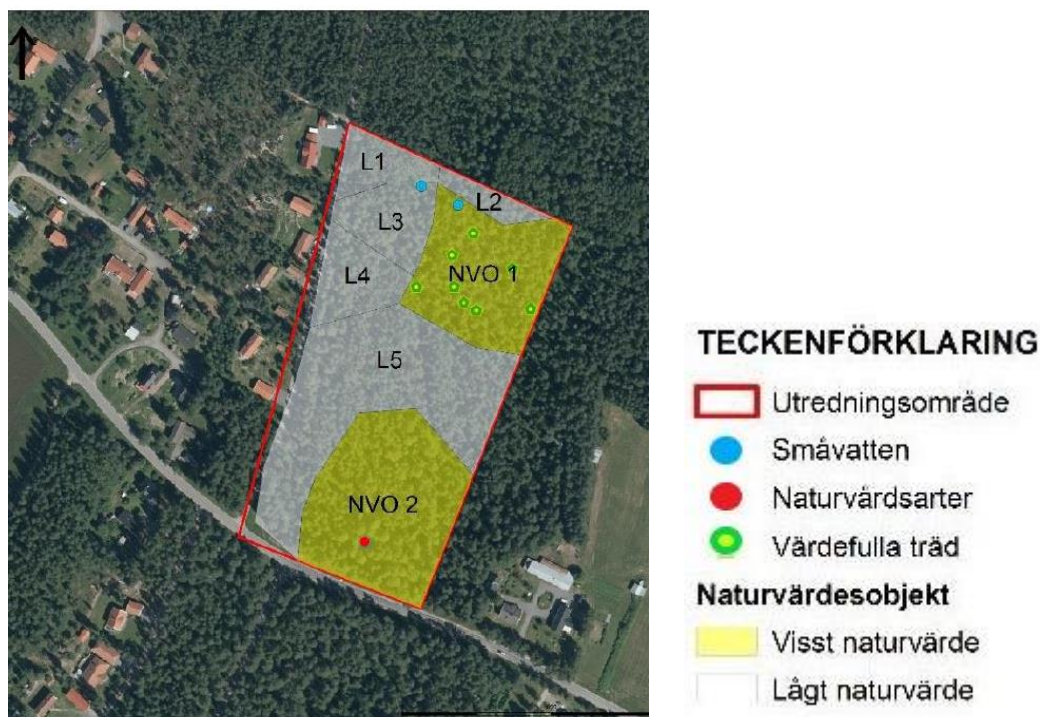 L1
L2
L3
NVO 1
L4
L5
NVO 2
TECKENFÖRKLARING
Utredningsområde
Småvatten
Naturvårdsarter
Värdefulla träd
Naturvärdesobjekt
Visst naturvärde
Lågt naturvärde